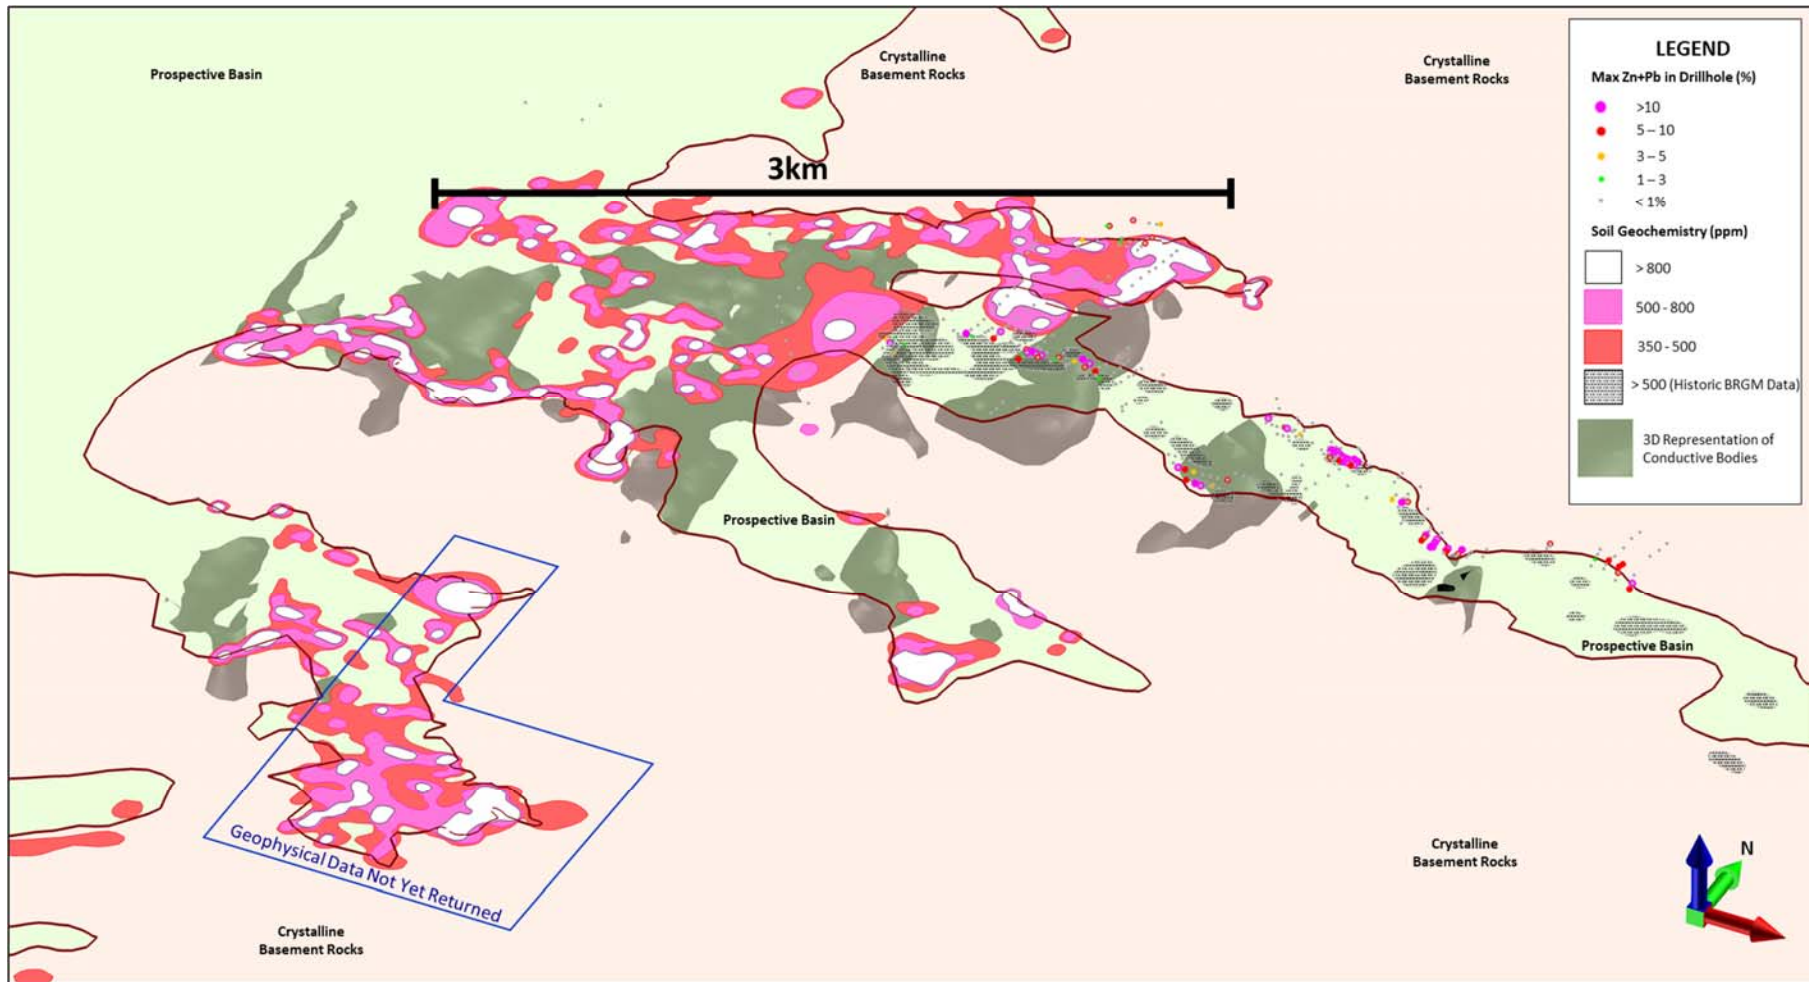 Prospective Basin
Crystalline
Basement Rocks
Crystalline
Basement Rocks
3km
LEGEND
Max Zn+Pb in Drillhole (%)
>10
5 – 10
3 – 5
1 – 3
< 1%
Soil Geochemistry (ppm)
> 800
500 - 800
350 - 500
> 500 (Historic BRGM Data)
3D Representation of
Conductive Bodies
Prospective Basin
Prospective Basin
Geophysical Data Not Yet Returned
Crystalline
Basement Rocks
Crystalline
Basement Rocks
N